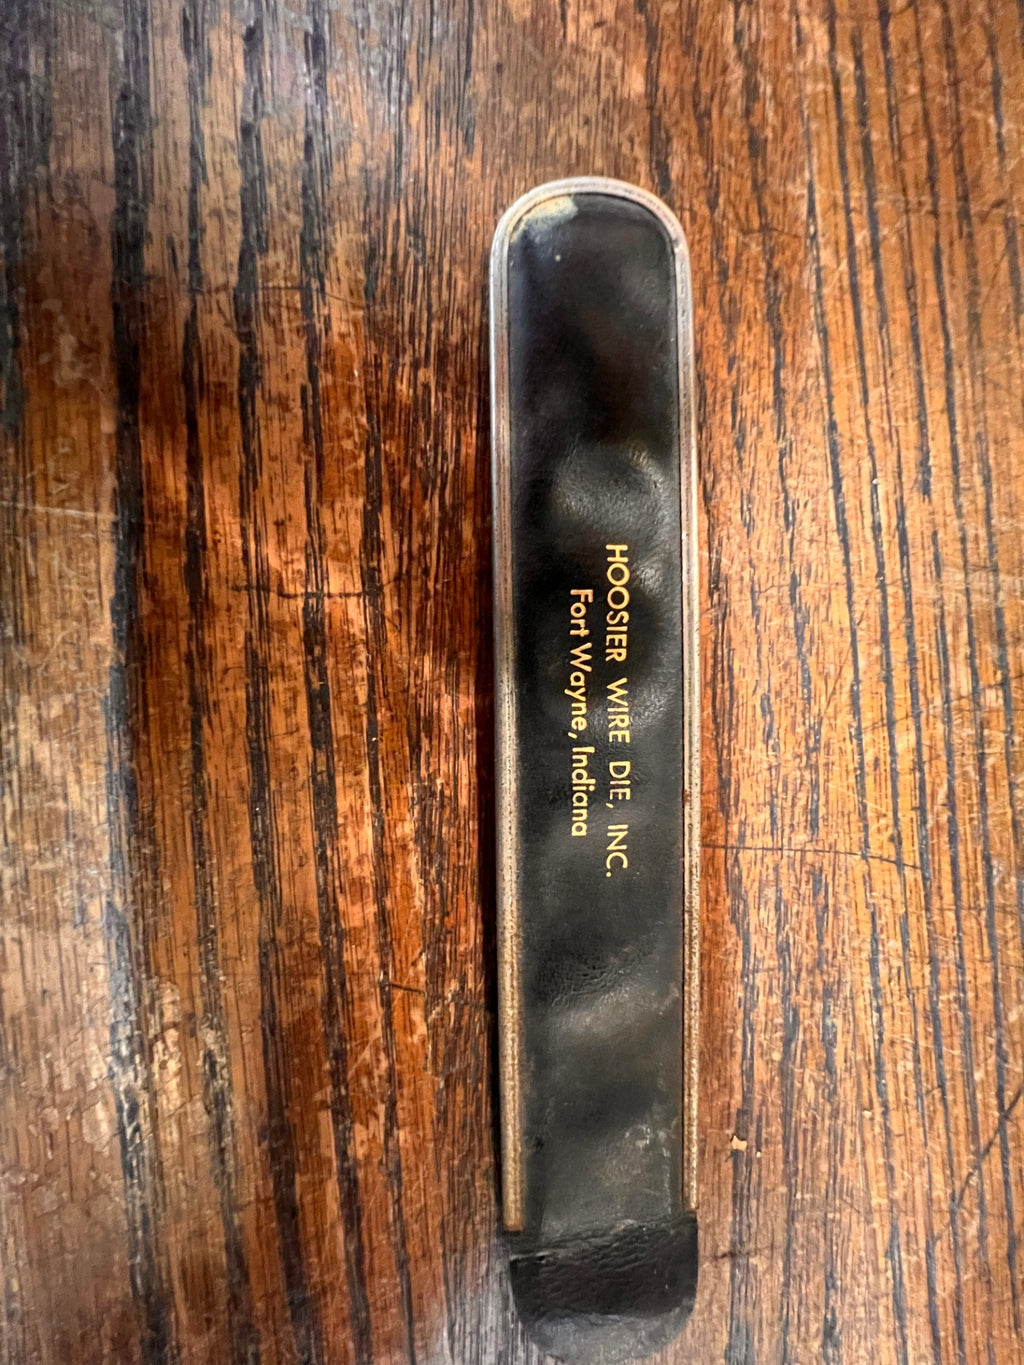 HOOSIER WIRE DIE, INC.
Fort Wayne, Indiana